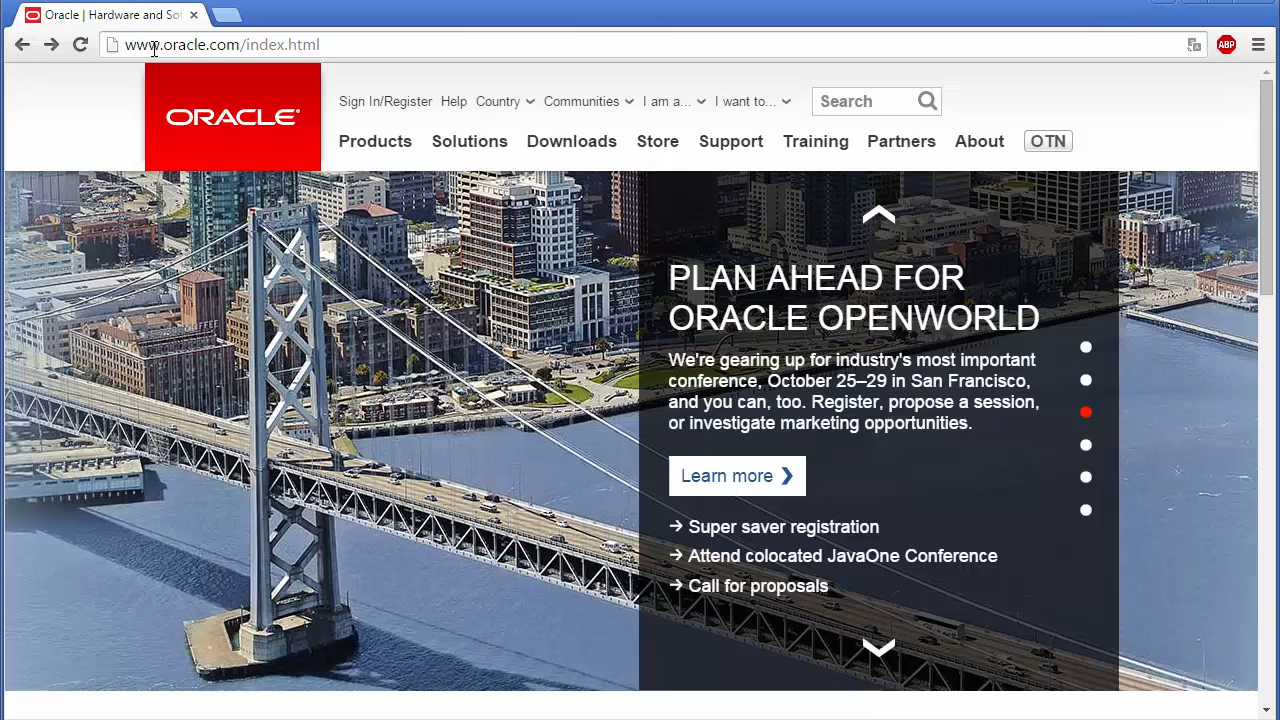 Oracle | Hardware and Sof
www.oracle.com/index.html
ABP
ORACLE
Sign In/Register Help Country Communities I am a... I want to... Search
Products Solutions Downloads Store Support Training Partners About OTN
PLAN AHEAD FOR
ORACLE OPENWORLD
We're gearing up for industry's most important
conference, October 25–29 in San Francisco,
and you can, too. Register, propose a session,
or investigate marketing opportunities.
Learn more ❯
→ Super saver registration
→ Attend colocated JavaOne Conference
→ Call for proposals